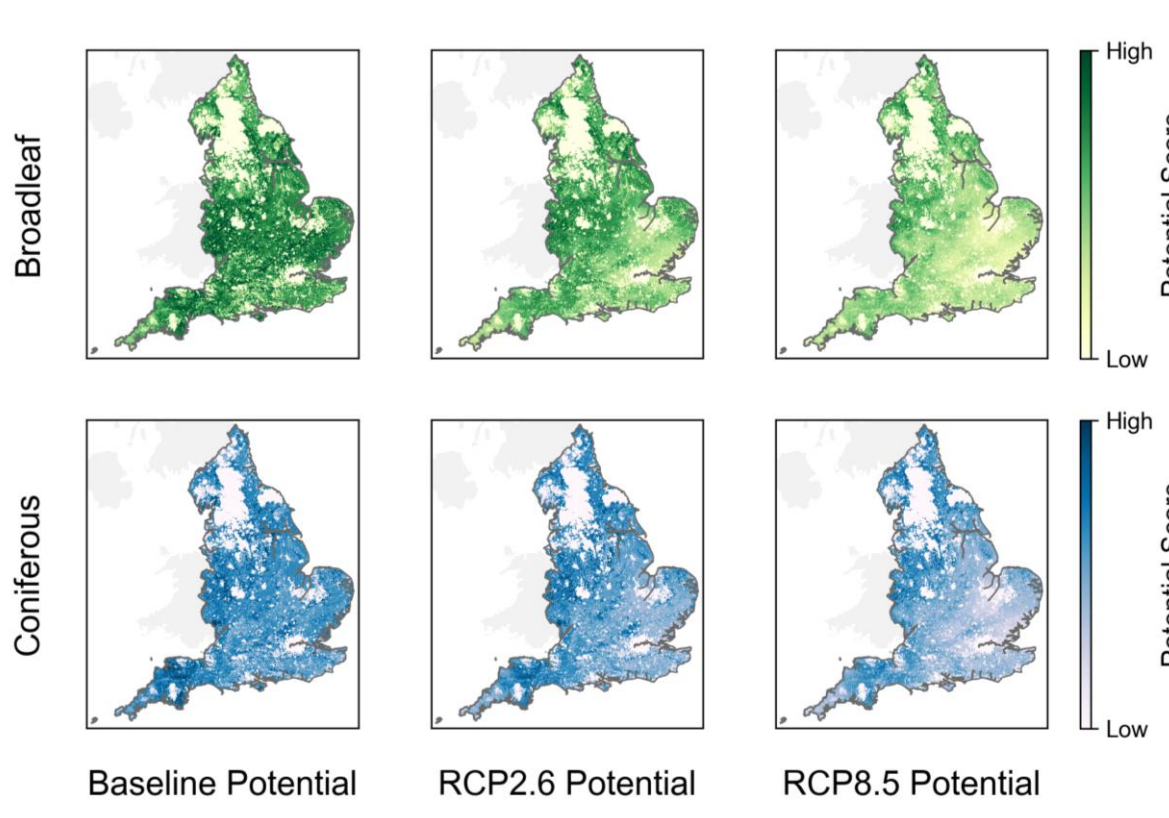 High
Broadleaf
Low
High
Coniferous
Low
Baseline Potential
RCP2.6 Potential
RCP8.5 Potential